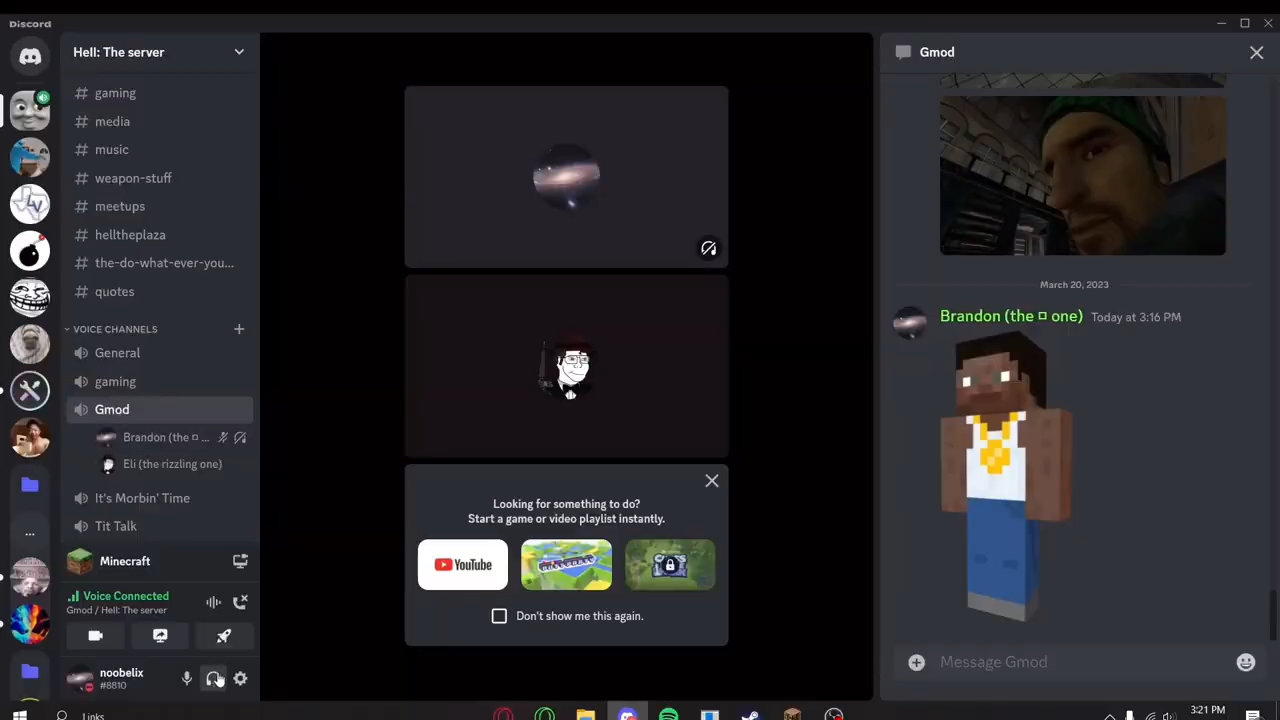 Discord
Hell: The server
Gmod
# gaming
# media
# music
# weapon-stuff
# meetups
# helltheplaza
# the-do-what-ever-you...
# quotes
VOICE CHANNELS
General
gaming
Gmod
Brandon (the ¤ ...
Eli (the rizzling one)
It's Morbin' Time
Tit Talk
Minecraft
Voice Connected
Gmod / Hell: The server
noobelix
#8810
LV
Looking for something to do?
Start a game or video playlist instantly.
YouTube
Don't show me this again.
March 20, 2023
Brandon (the ¤ one) Today at 3:16 PM
Message Gmod
Links
3:21 PM